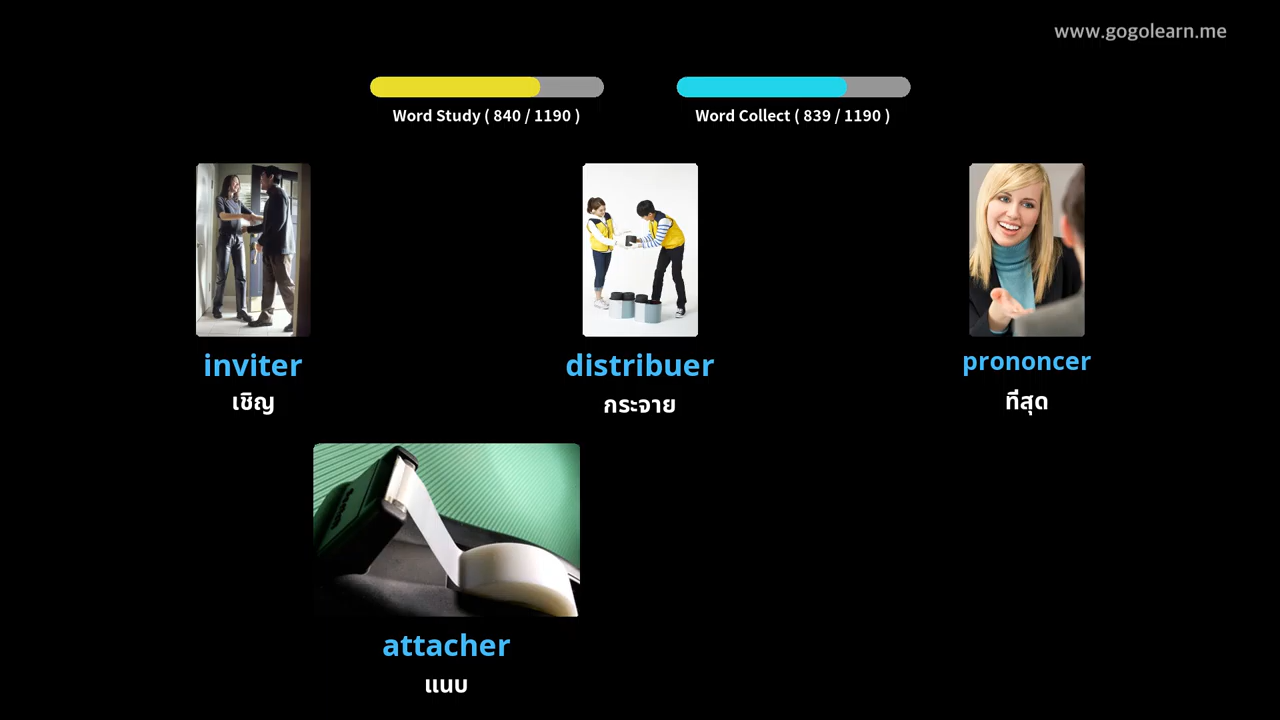 www.gogolearn.me
Word Study ( 840 / 1190 )
Word Collect ( 839 / 1190 )
inviter
distribuer
prononcer
เชิญ
กระจาย
ที่สุด
attacher
แนบ